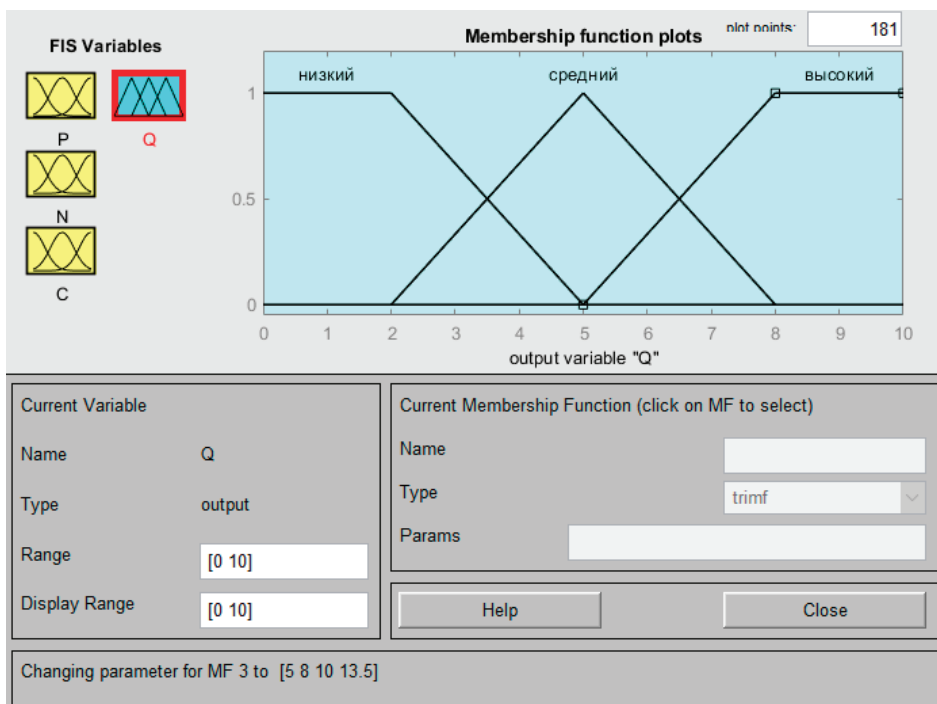 FIS Variables
P
Q
N
C
Membership function plots
plot points:
181
низкий
средний
высокий
1
0.5
0
0 1 2 3 4 5 6 7 8 9 10
output variable "Q"
Current Variable
Name Q
Type output
Range [0 10]
Display Range [0 10]
Current Membership Function (click on MF to select)
Name
Type trimf
Params
Help
Close
Changing parameter for MF 3 to [5 8 10 13.5]